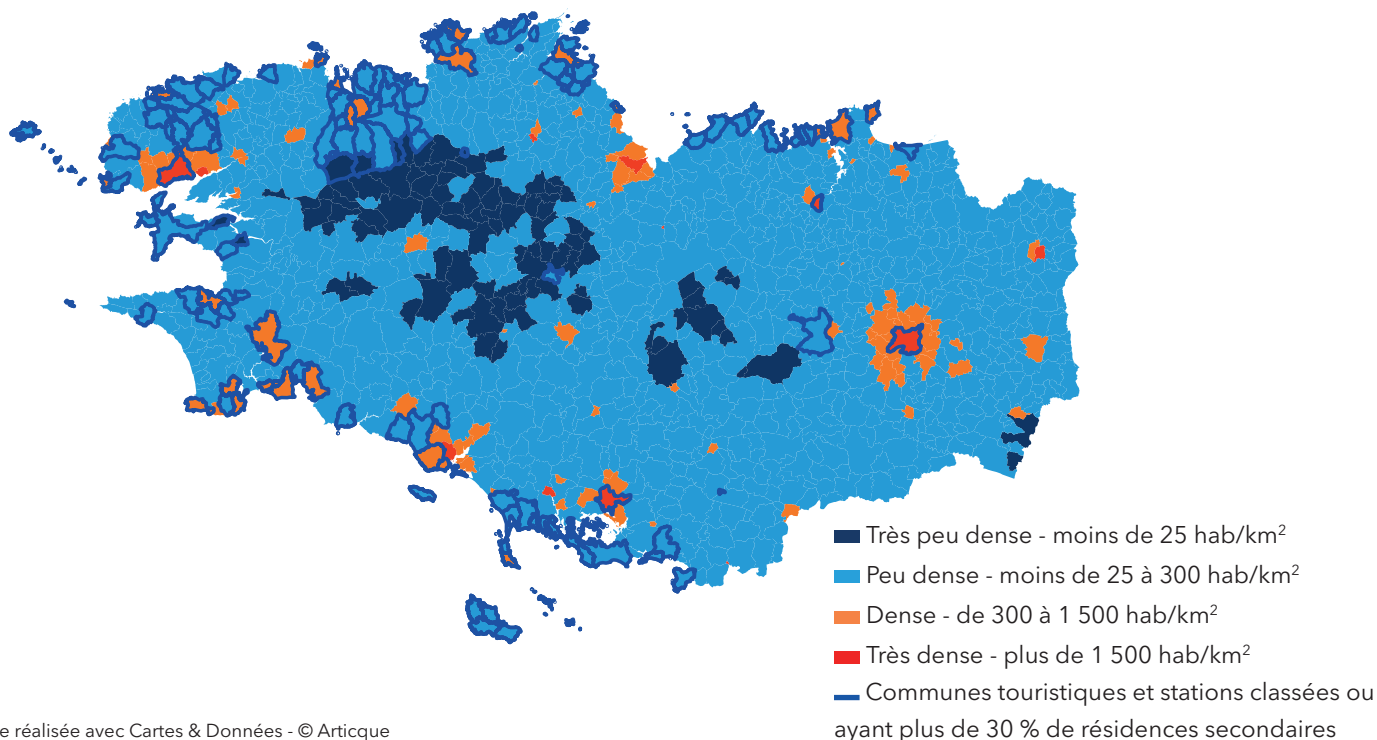 Très peu dense - moins de 25 hab/km²
Peu dense - moins de 25 à 300 hab/km²
Dense - de 300 à 1 500 hab/km²
Très dense - plus de 1 500 hab/km²
Communes touristiques et stations classées ou
ayant plus de 30 % de résidences secondaires
e réalisée avec Cartes & Données - © Articque